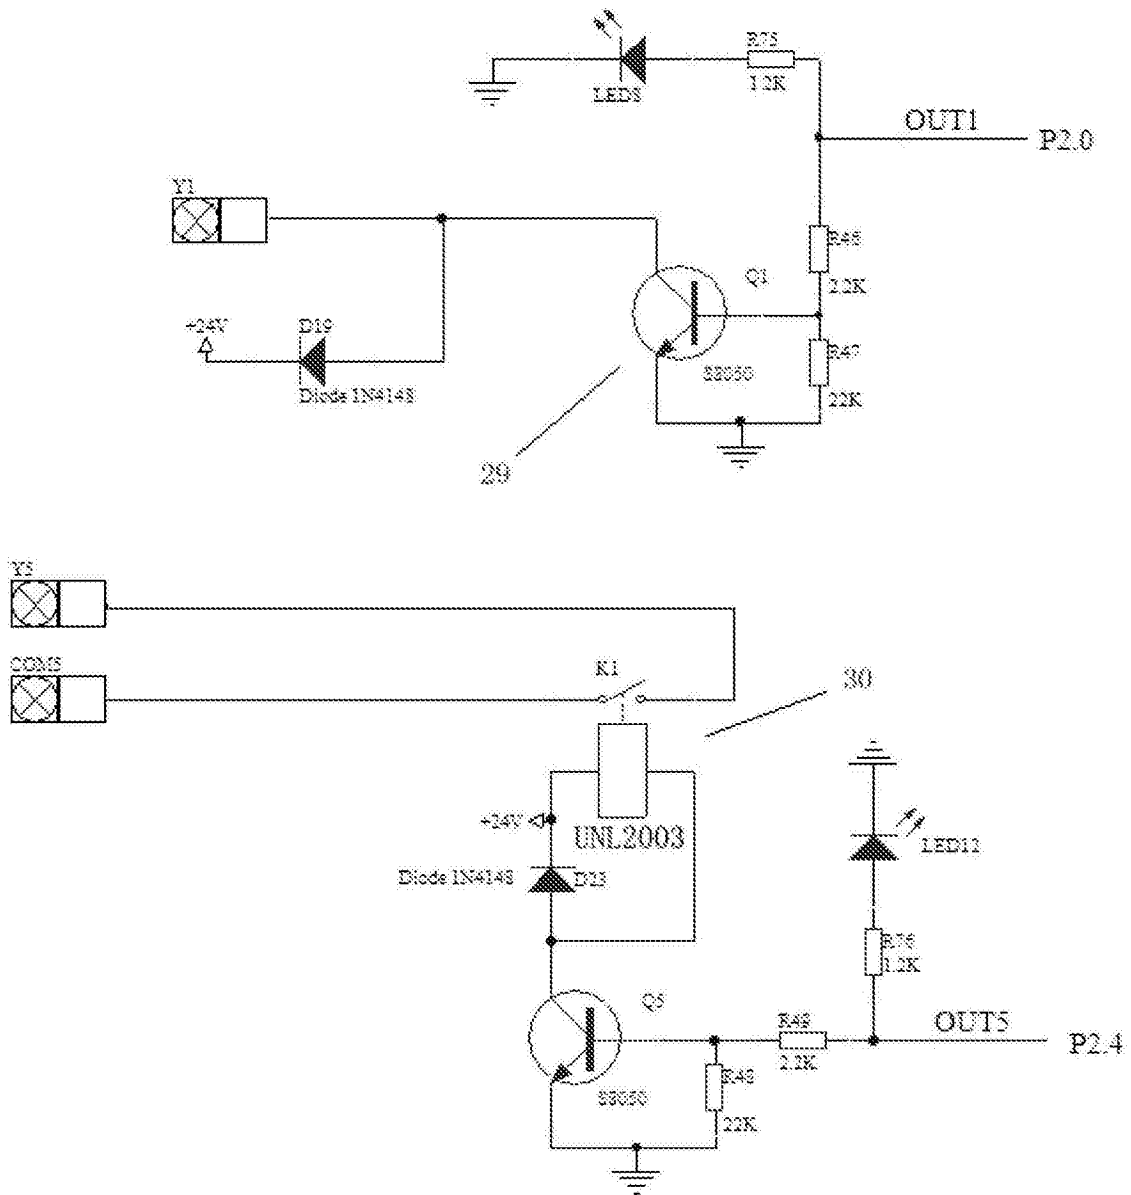 R75
1.2K
LED8
OUT1
P2.0
Y1
R46
2.2K
Q1
+24V
D19
R47
S8050
Diode 1N4148
22K
29
Y5
COM5
K1
30
+24V
UNL2003
LED12
Diode 1N4148
D23
R76
1.2K
Q5
OUT5
R49
P2.4
2.2K
R48
S8050
22K